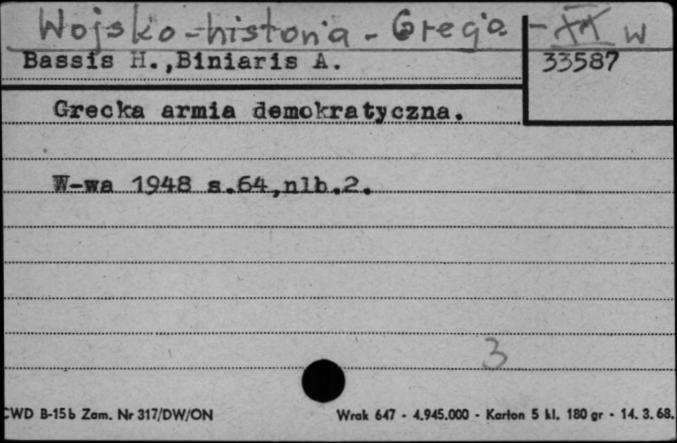 Wojsko-historia - Grecja - XX w
Bassis H.,Biniaris A.
33587
Grecka armia demokratyczna.
W-wa 1948 s.64,nlb.2.
3
CWD B-15b Zam. Nr 317/DW/ON
Wrak 647 - 4.945.000 - Karton 5 kl. 180 gr - 14. 3. 68.